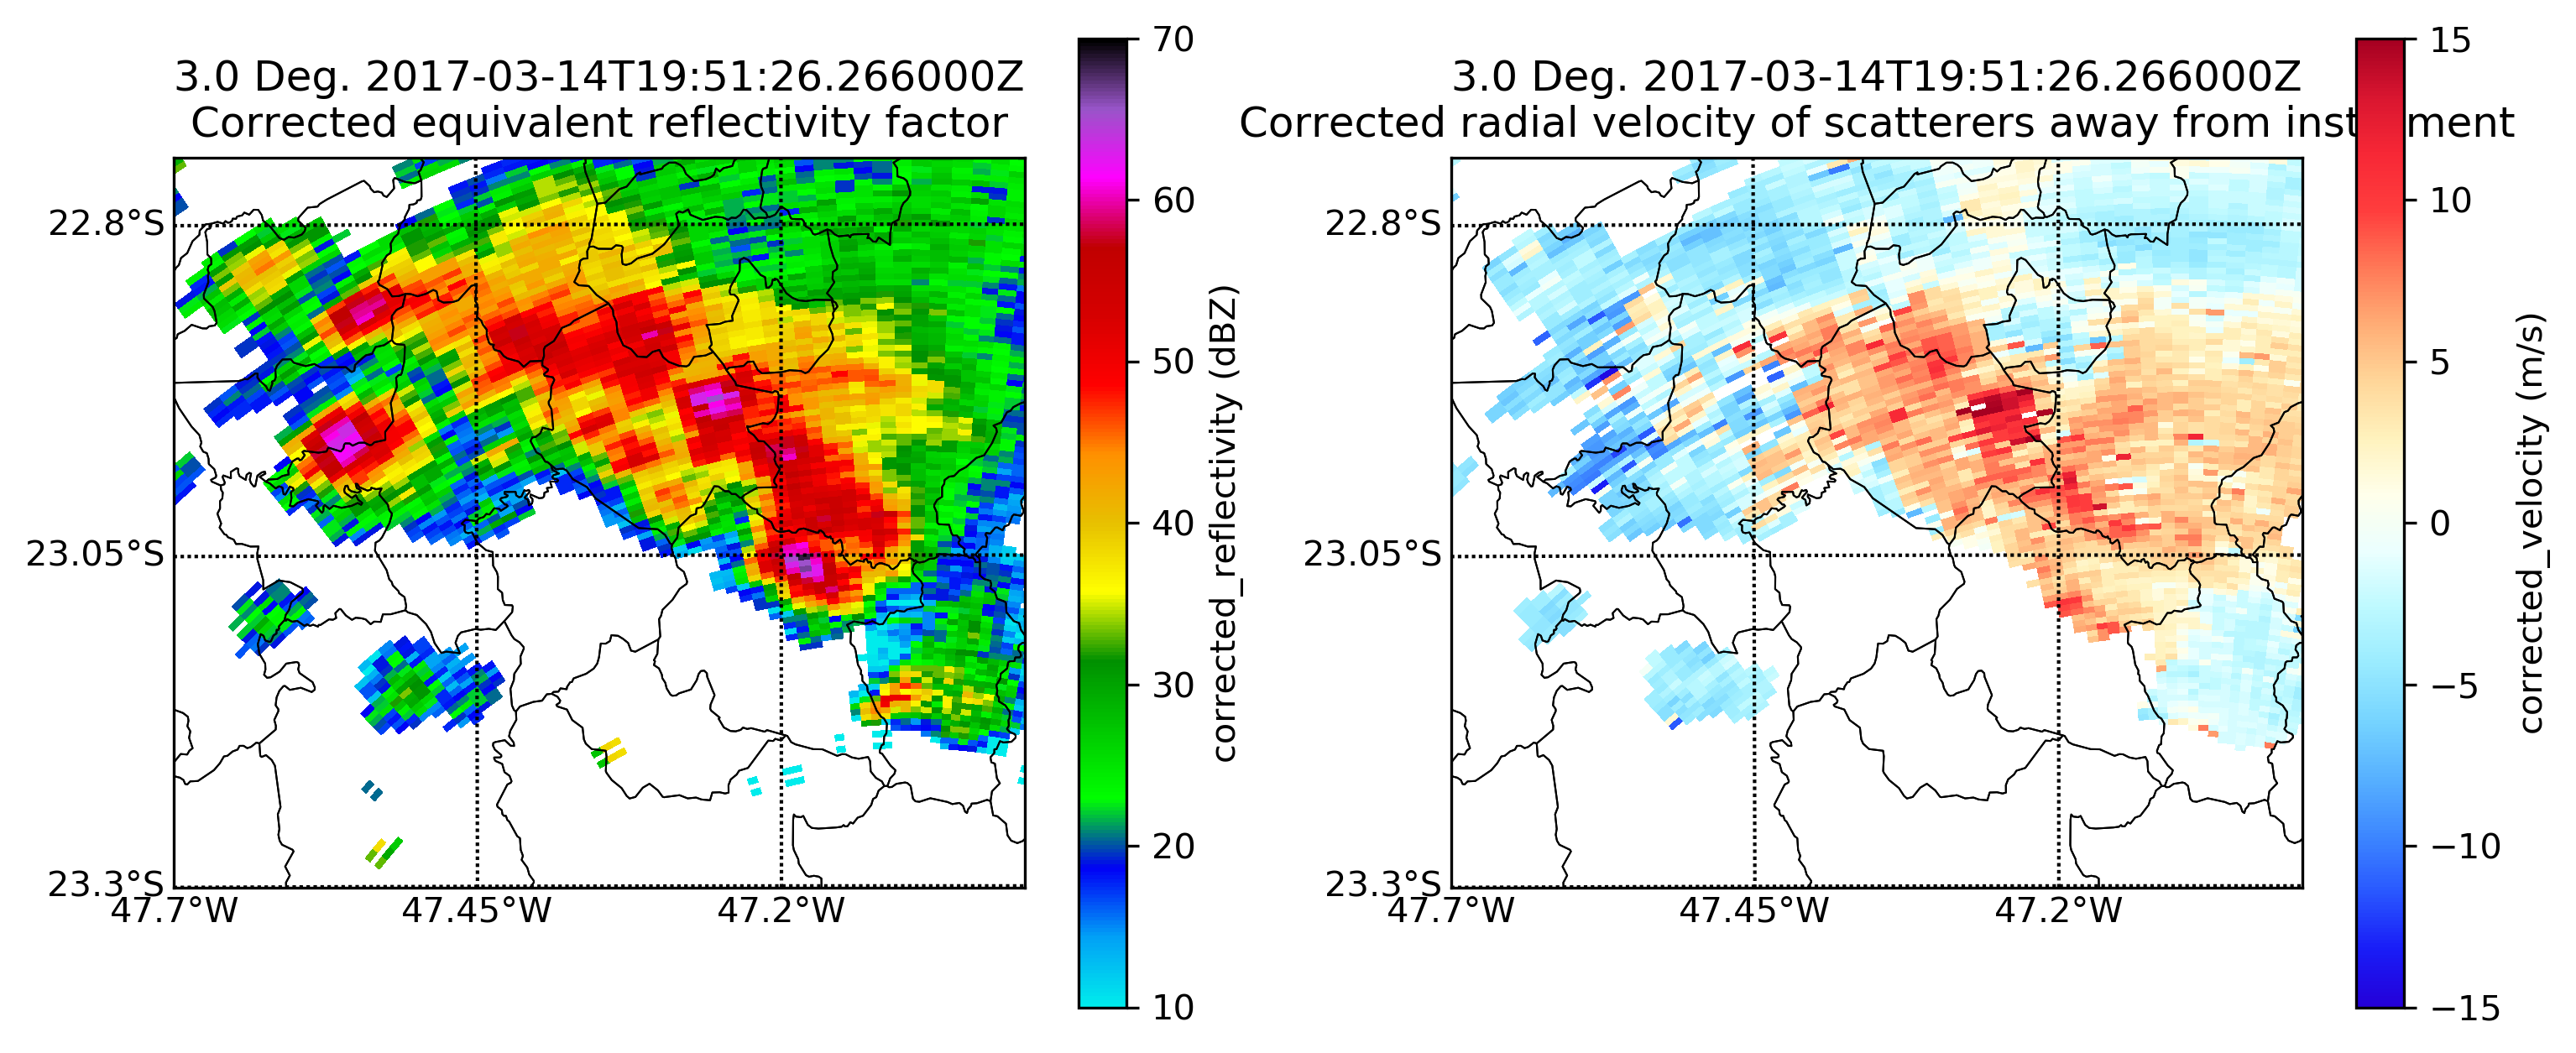 3.0 Deg. 2017-03-14T19:51:26.266000Z
Corrected equivalent reflectivity factor
22.8°S
23.05°S
23.3°S
47.7°W
47.45°W
47.2°W
70
60
50
40
30
20
10
corrected_reflectivity (dBZ)
3.0 Deg. 2017-03-14T19:51:26.266000Z
Corrected radial velocity of scatterers away from inst ment
22.8°S
23.05°S
23.3°S
47.7°W
47.45°W
47.2°W
15
10
5
0
−5
−10
−15
corrected_velocity (m/s)